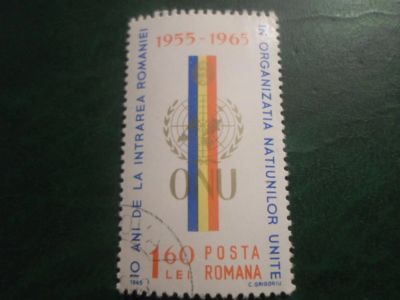 1955-1965
10 ANI DE LA INTRAREA ROMANIEI
IN ORGANIZATIA NATIUNILOR UNITE
ONU
1,60 POSTA
LEI ROMANA
1965
C. GRIGORIU